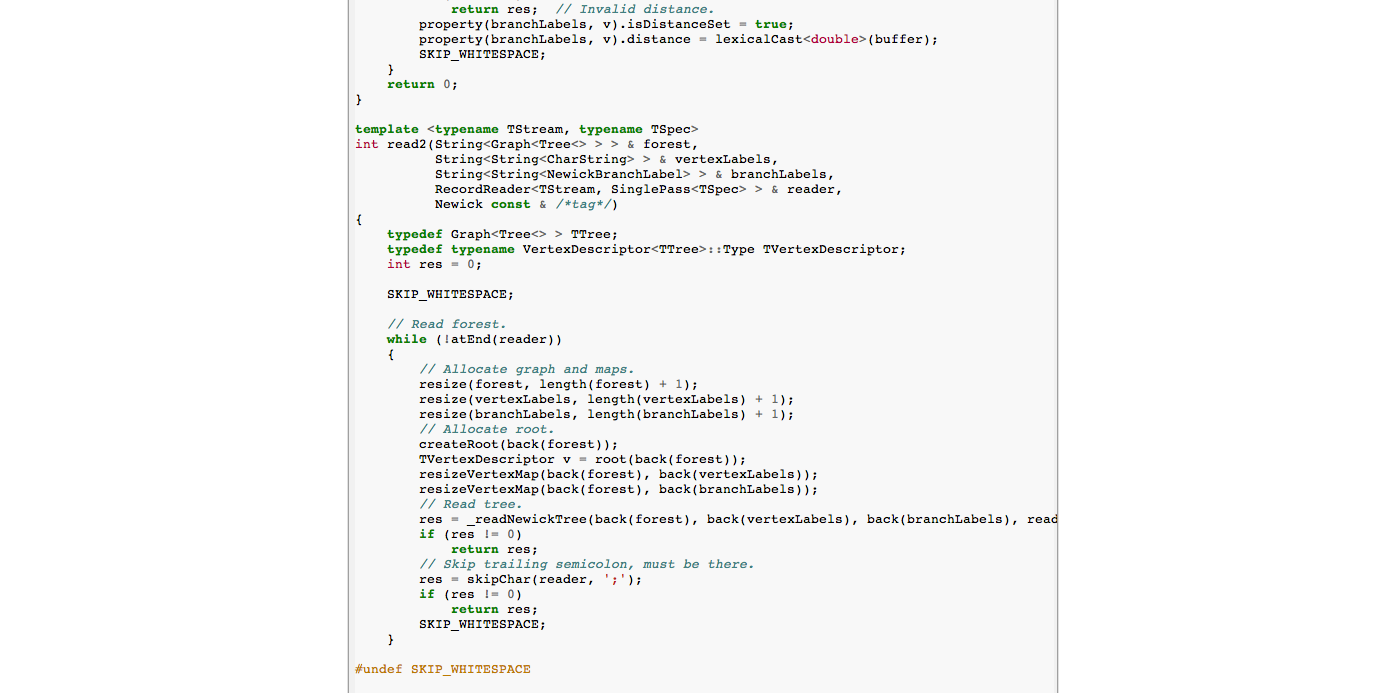 return res;  // Invalid distance.
property(branchLabels, v).isDistanceSet = true;
property(branchLabels, v).distance = lexicalCast<double>(buffer);
SKIP_WHITESPACE;
}
return 0;
}
template <typename TStream, typename TSpec>
int read2(String<Graph<Tree<> > > & forest,
String<String<CharString> > & vertexLabels,
String<String<NewickBranchLabel> > & branchLabels,
RecordReader<TStream, SinglePass<TSpec> > & reader,
Newick const & /*tag*/)
{
typedef Graph<Tree<> > TTree;
typedef typename VertexDescriptor<TTree>::Type TVertexDescriptor;
int res = 0;
SKIP_WHITESPACE;
// Read forest.
while (!atEnd(reader))
{
// Allocate graph and maps.
resize(forest, length(forest) + 1);
resize(vertexLabels, length(vertexLabels) + 1);
resize(branchLabels, length(branchLabels) + 1);
// Allocate root.
createRoot(back(forest));
TVertexDescriptor v = root(back(forest));
resizeVertexMap(back(forest), back(vertexLabels));
resizeVertexMap(back(forest), back(branchLabels));
// Read tree.
res = _readNewickTree(back(forest), back(vertexLabels), back(branchLabels), read
if (res != 0)
return res;
// Skip trailing semicolon, must be there.
res = skipChar(reader, ';');
if (res != 0)
return res;
SKIP_WHITESPACE;
}
#undef SKIP_WHITESPACE